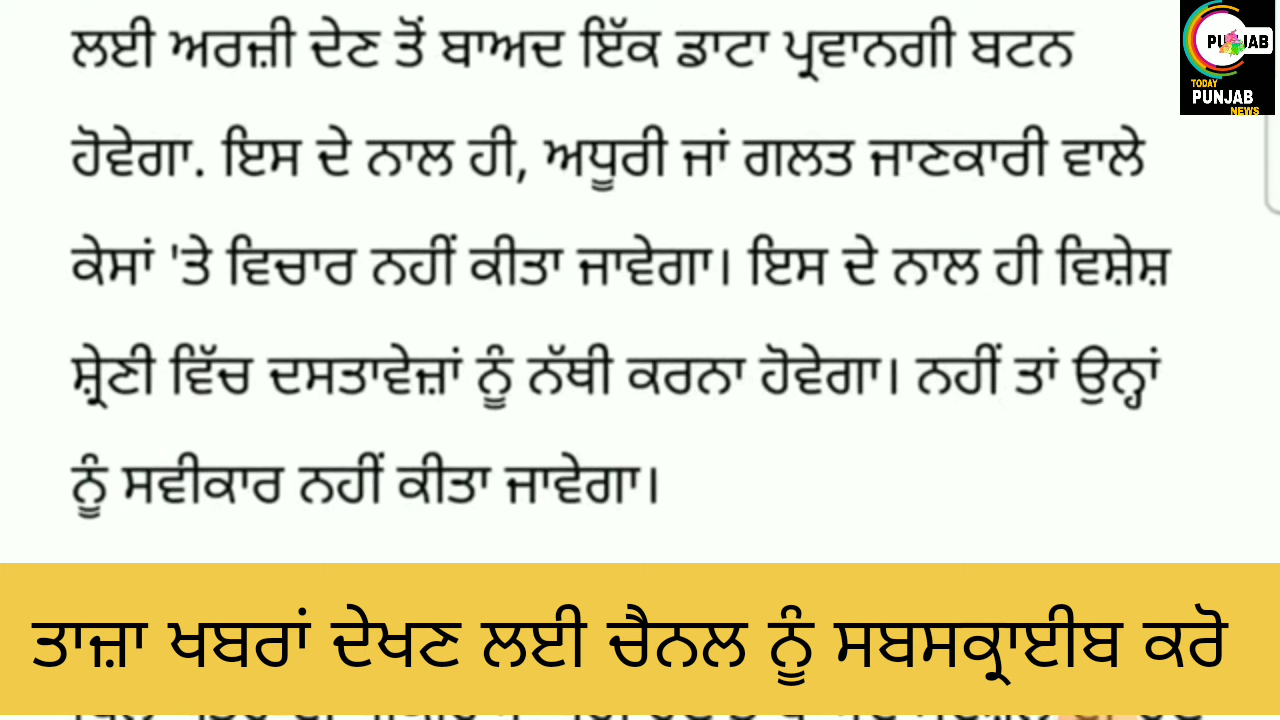 ਲਈ ਅਰਜ਼ੀ ਦੇਣ ਤੋਂ ਬਾਅਦ ਇੱਕ ਡਾਟਾ ਪ੍ਰਵਾਨਗੀ ਬਟਨ
ਹੋਵੇਗਾ. ਇਸ ਦੇ ਨਾਲ ਹੀ, ਅਧੂਰੀ ਜਾਂ ਗਲਤ ਜਾਣਕਾਰੀ ਵਾਲੇ
ਕੇਸਾਂ 'ਤੇ ਵਿਚਾਰ ਨਹੀਂ ਕੀਤਾ ਜਾਵੇਗਾ। ਇਸ ਦੇ ਨਾਲ ਹੀ ਵਿਸ਼ੇਸ਼
ਸ਼੍ਰੇਣੀ ਵਿੱਚ ਦਸਤਾਵੇਜ਼ਾਂ ਨੂੰ ਨੱਥੀ ਕਰਨਾ ਹੋਵੇਗਾ। ਨਹੀਂ ਤਾਂ ਉਨ੍ਹਾਂ
ਨੂੰ ਸਵੀਕਾਰ ਨਹੀਂ ਕੀਤਾ ਜਾਵੇਗਾ।
PUNJAB
TODAY
PUNJAB
NEWS
ਤਾਜ਼ਾ ਖਬਰਾਂ ਦੇਖਣ ਲਈ ਚੈਨਲ ਨੂੰ ਸਬਸਕ੍ਰਾਈਬ ਕਰੋ